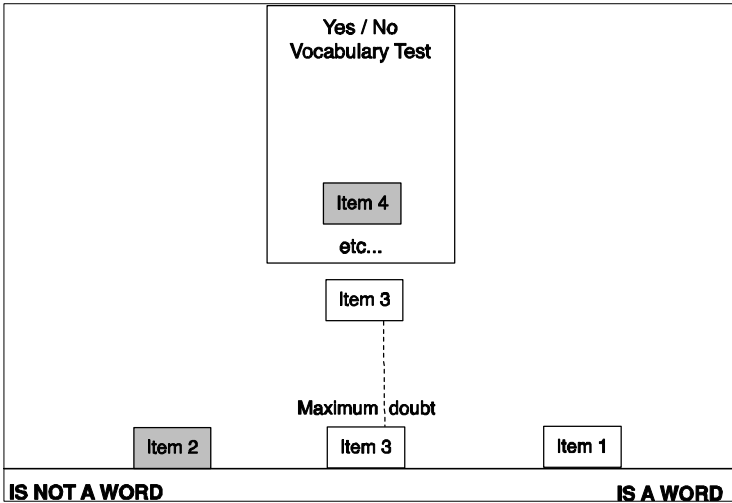 Yes / No
Vocabulary Test
Item 4
etc...
Item 3
Maximum doubt
Item 2
Item 3
Item 1
IS NOT A WORD
IS A WORD